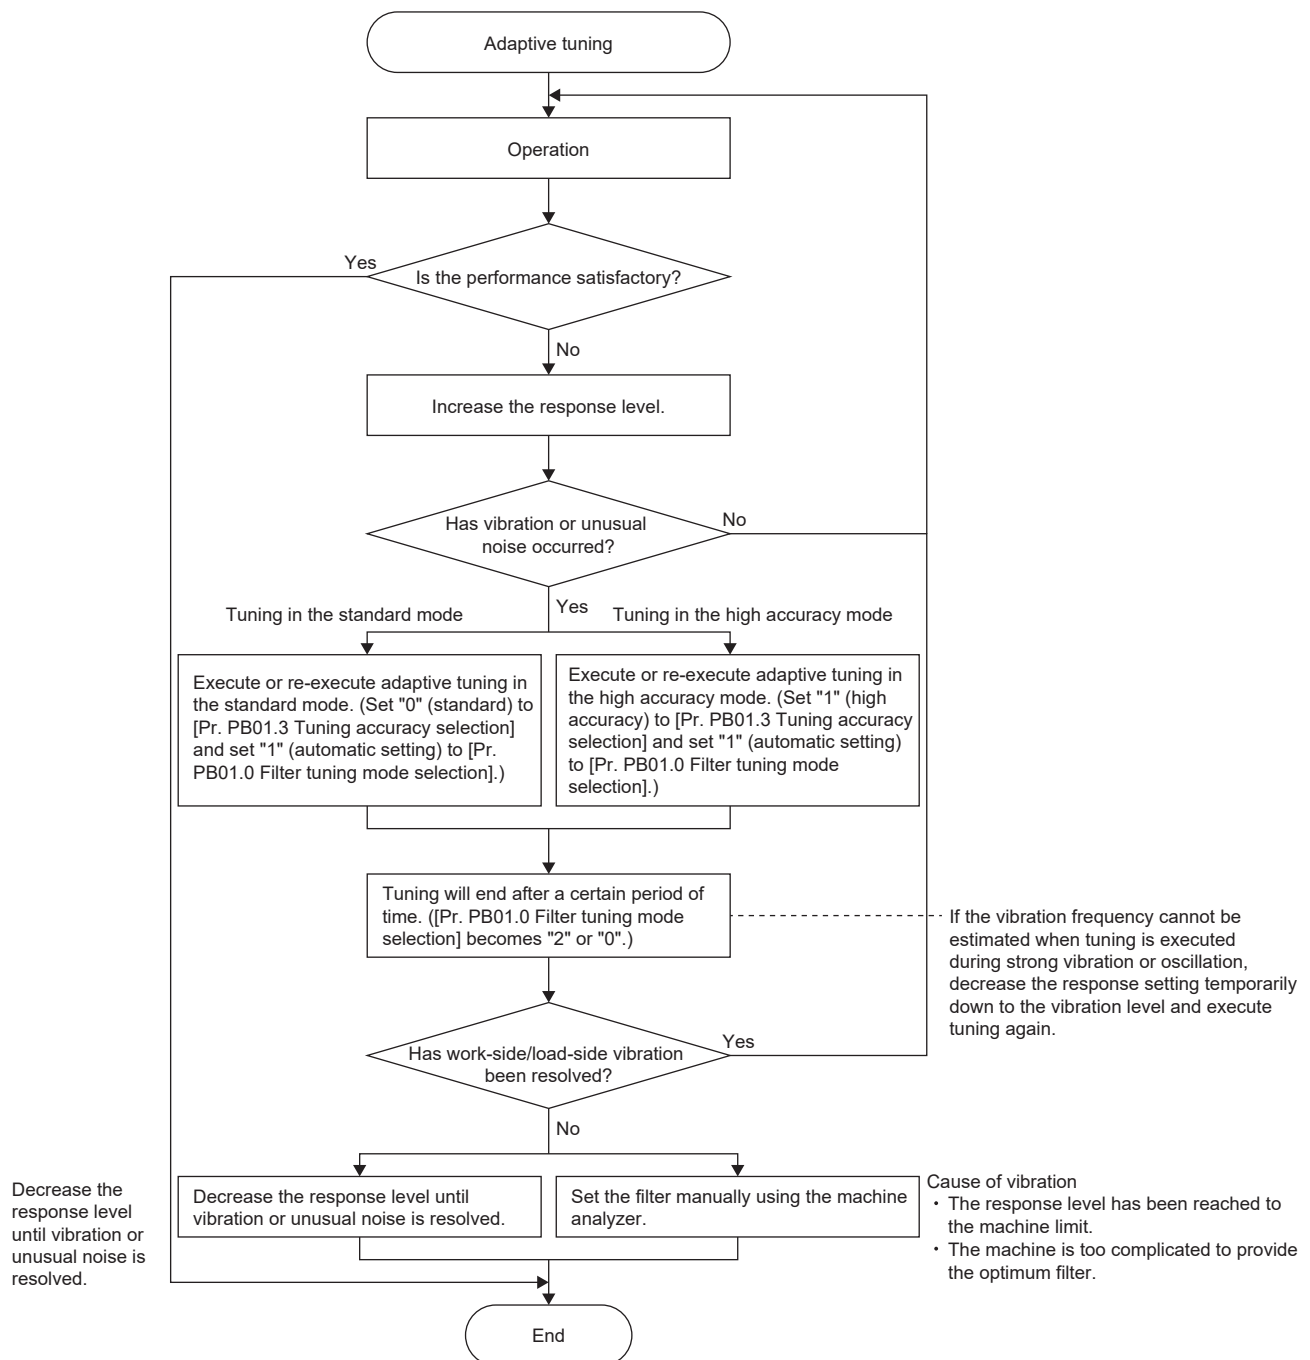 Adaptive tuning
Operation
Yes
Is the performance satisfactory?
No
Increase the response level.
Has vibration or unusual
noise occurred?
No
Yes
Tuning in the standard mode
Tuning in the high accuracy mode
Execute or re-execute adaptive tuning in
the standard mode. (Set "0" (standard) to
[Pr. PB01.3 Tuning accuracy selection]
and set "1" (automatic setting) to [Pr.
PB01.0 Filter tuning mode selection].)
Execute or re-execute adaptive tuning in
the high accuracy mode. (Set "1" (high
accuracy) to [Pr. PB01.3 Tuning accuracy
selection] and set "1" (automatic setting)
to [Pr. PB01.0 Filter tuning mode
selection].)
Tuning will end after a certain period of
time. ([Pr. PB01.0 Filter tuning mode
selection] becomes "2" or "0".)
If the vibration frequency cannot be
estimated when tuning is executed
during strong vibration or oscillation,
decrease the response setting temporarily
down to the vibration level and execute
tuning again.
Has work-side/load-side vibration
been resolved?
Yes
No
Decrease the
response level
until vibration or
unusual noise is
resolved.
Decrease the response level until
vibration or unusual noise is resolved.
Set the filter manually using the machine
analyzer.
Cause of vibration
・The response level has been reached to
the machine limit.
・The machine is too complicated to provide
the optimum filter.
End